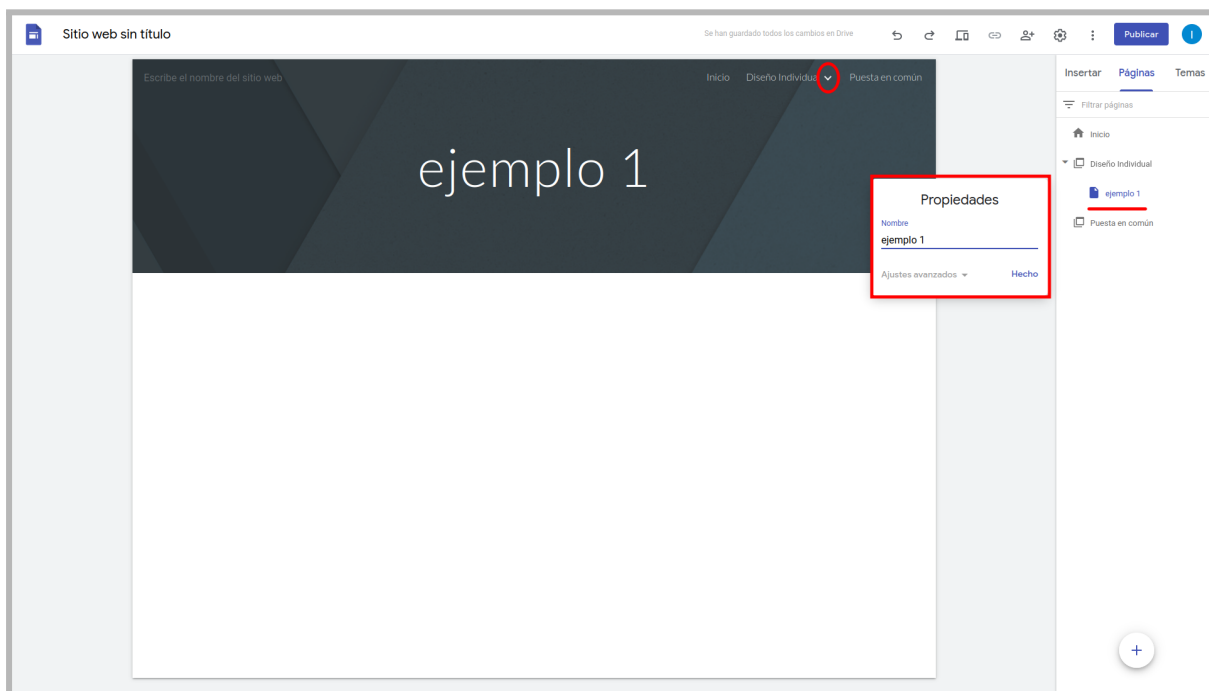 Sitio web sin título
Se han guardado todos los cambios en Drive
Publicar
I
Escribe el nombre del sitio web
Inicio Diseño Individual Puesta en común
ejemplo 1
Propiedades
Nombre
ejemplo 1
Ajustes avanzados
Hecho
Insertar Páginas Temas
Filtrar páginas
Inicio
Diseño Individual
ejemplo 1
Puesta en común